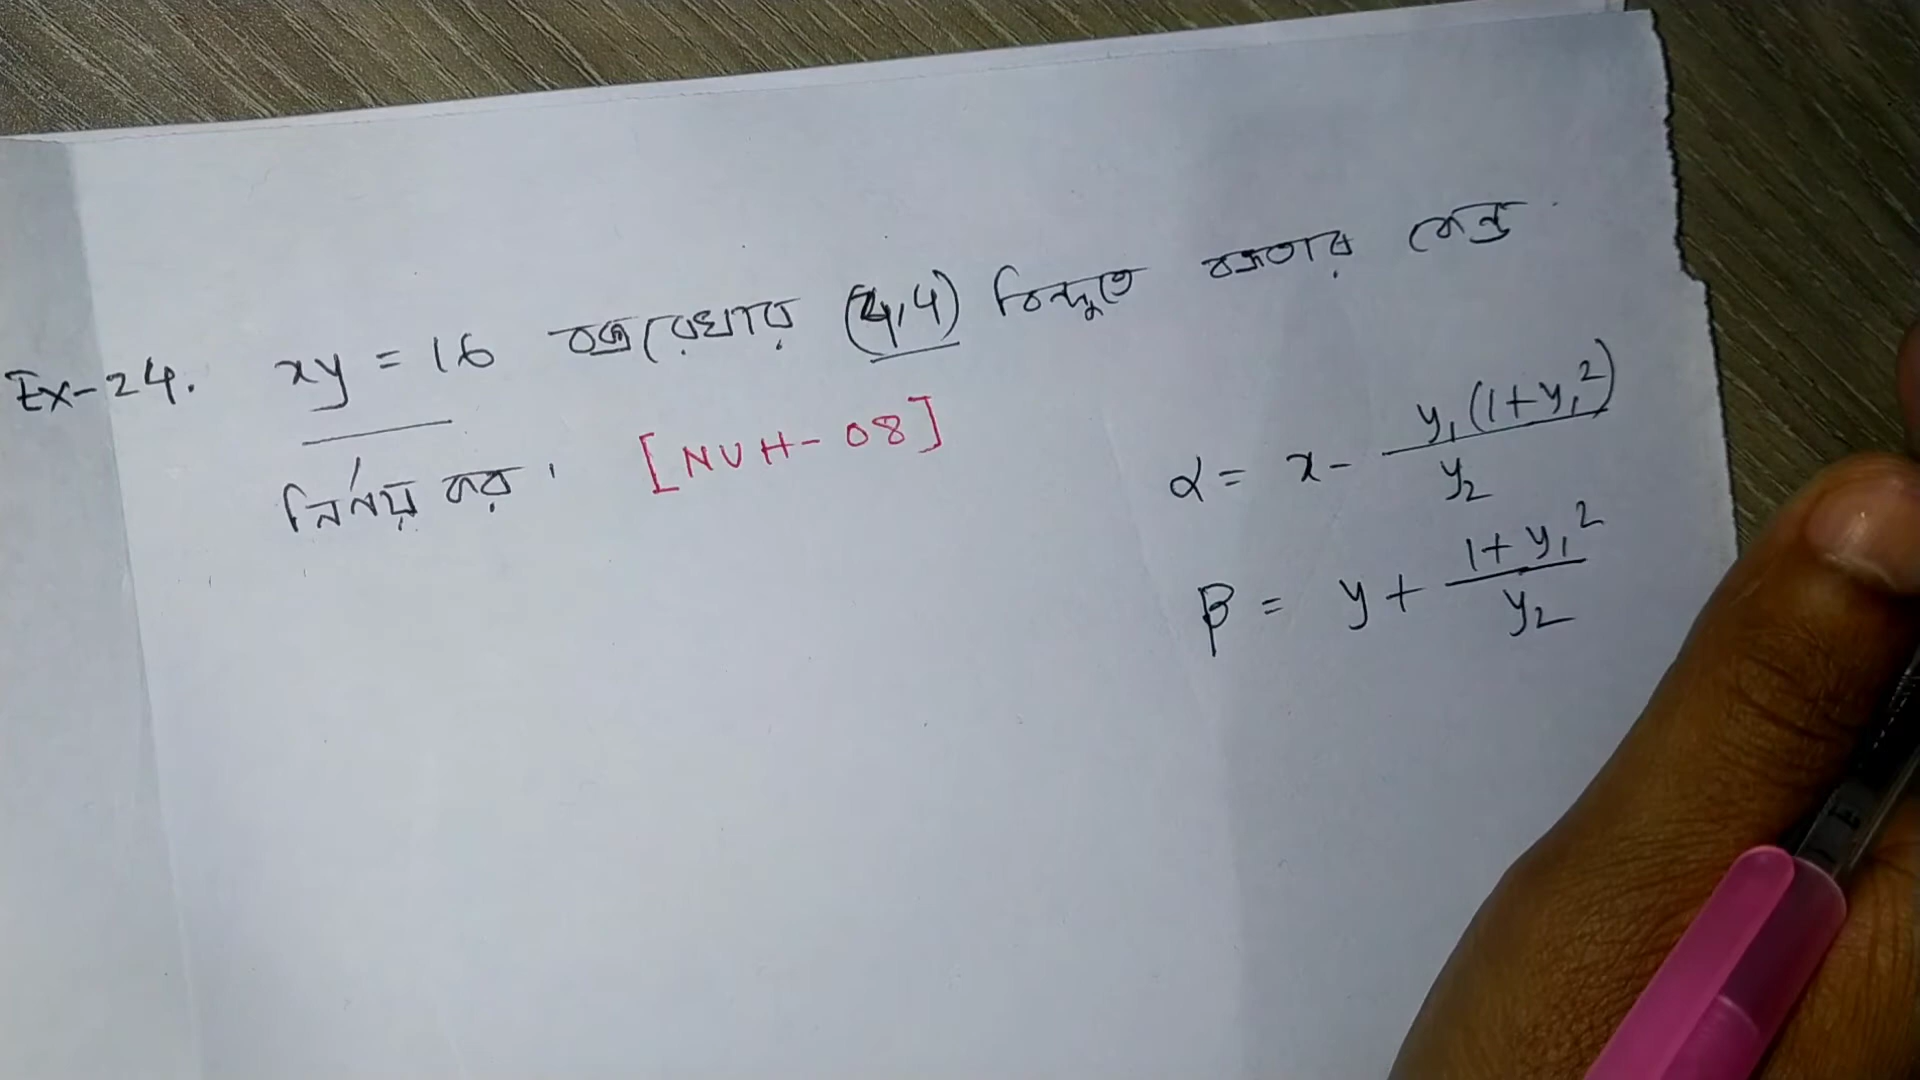 Ex-24. xy = 16 বক্ররেখার (4,4) বিন্দুতে বক্রতার কেন্দ্র
নির্ণয় কর। [NUH-08]
α = x - y₁(1+y₁²)/y₂
β = y + 1+y₁²/y₂